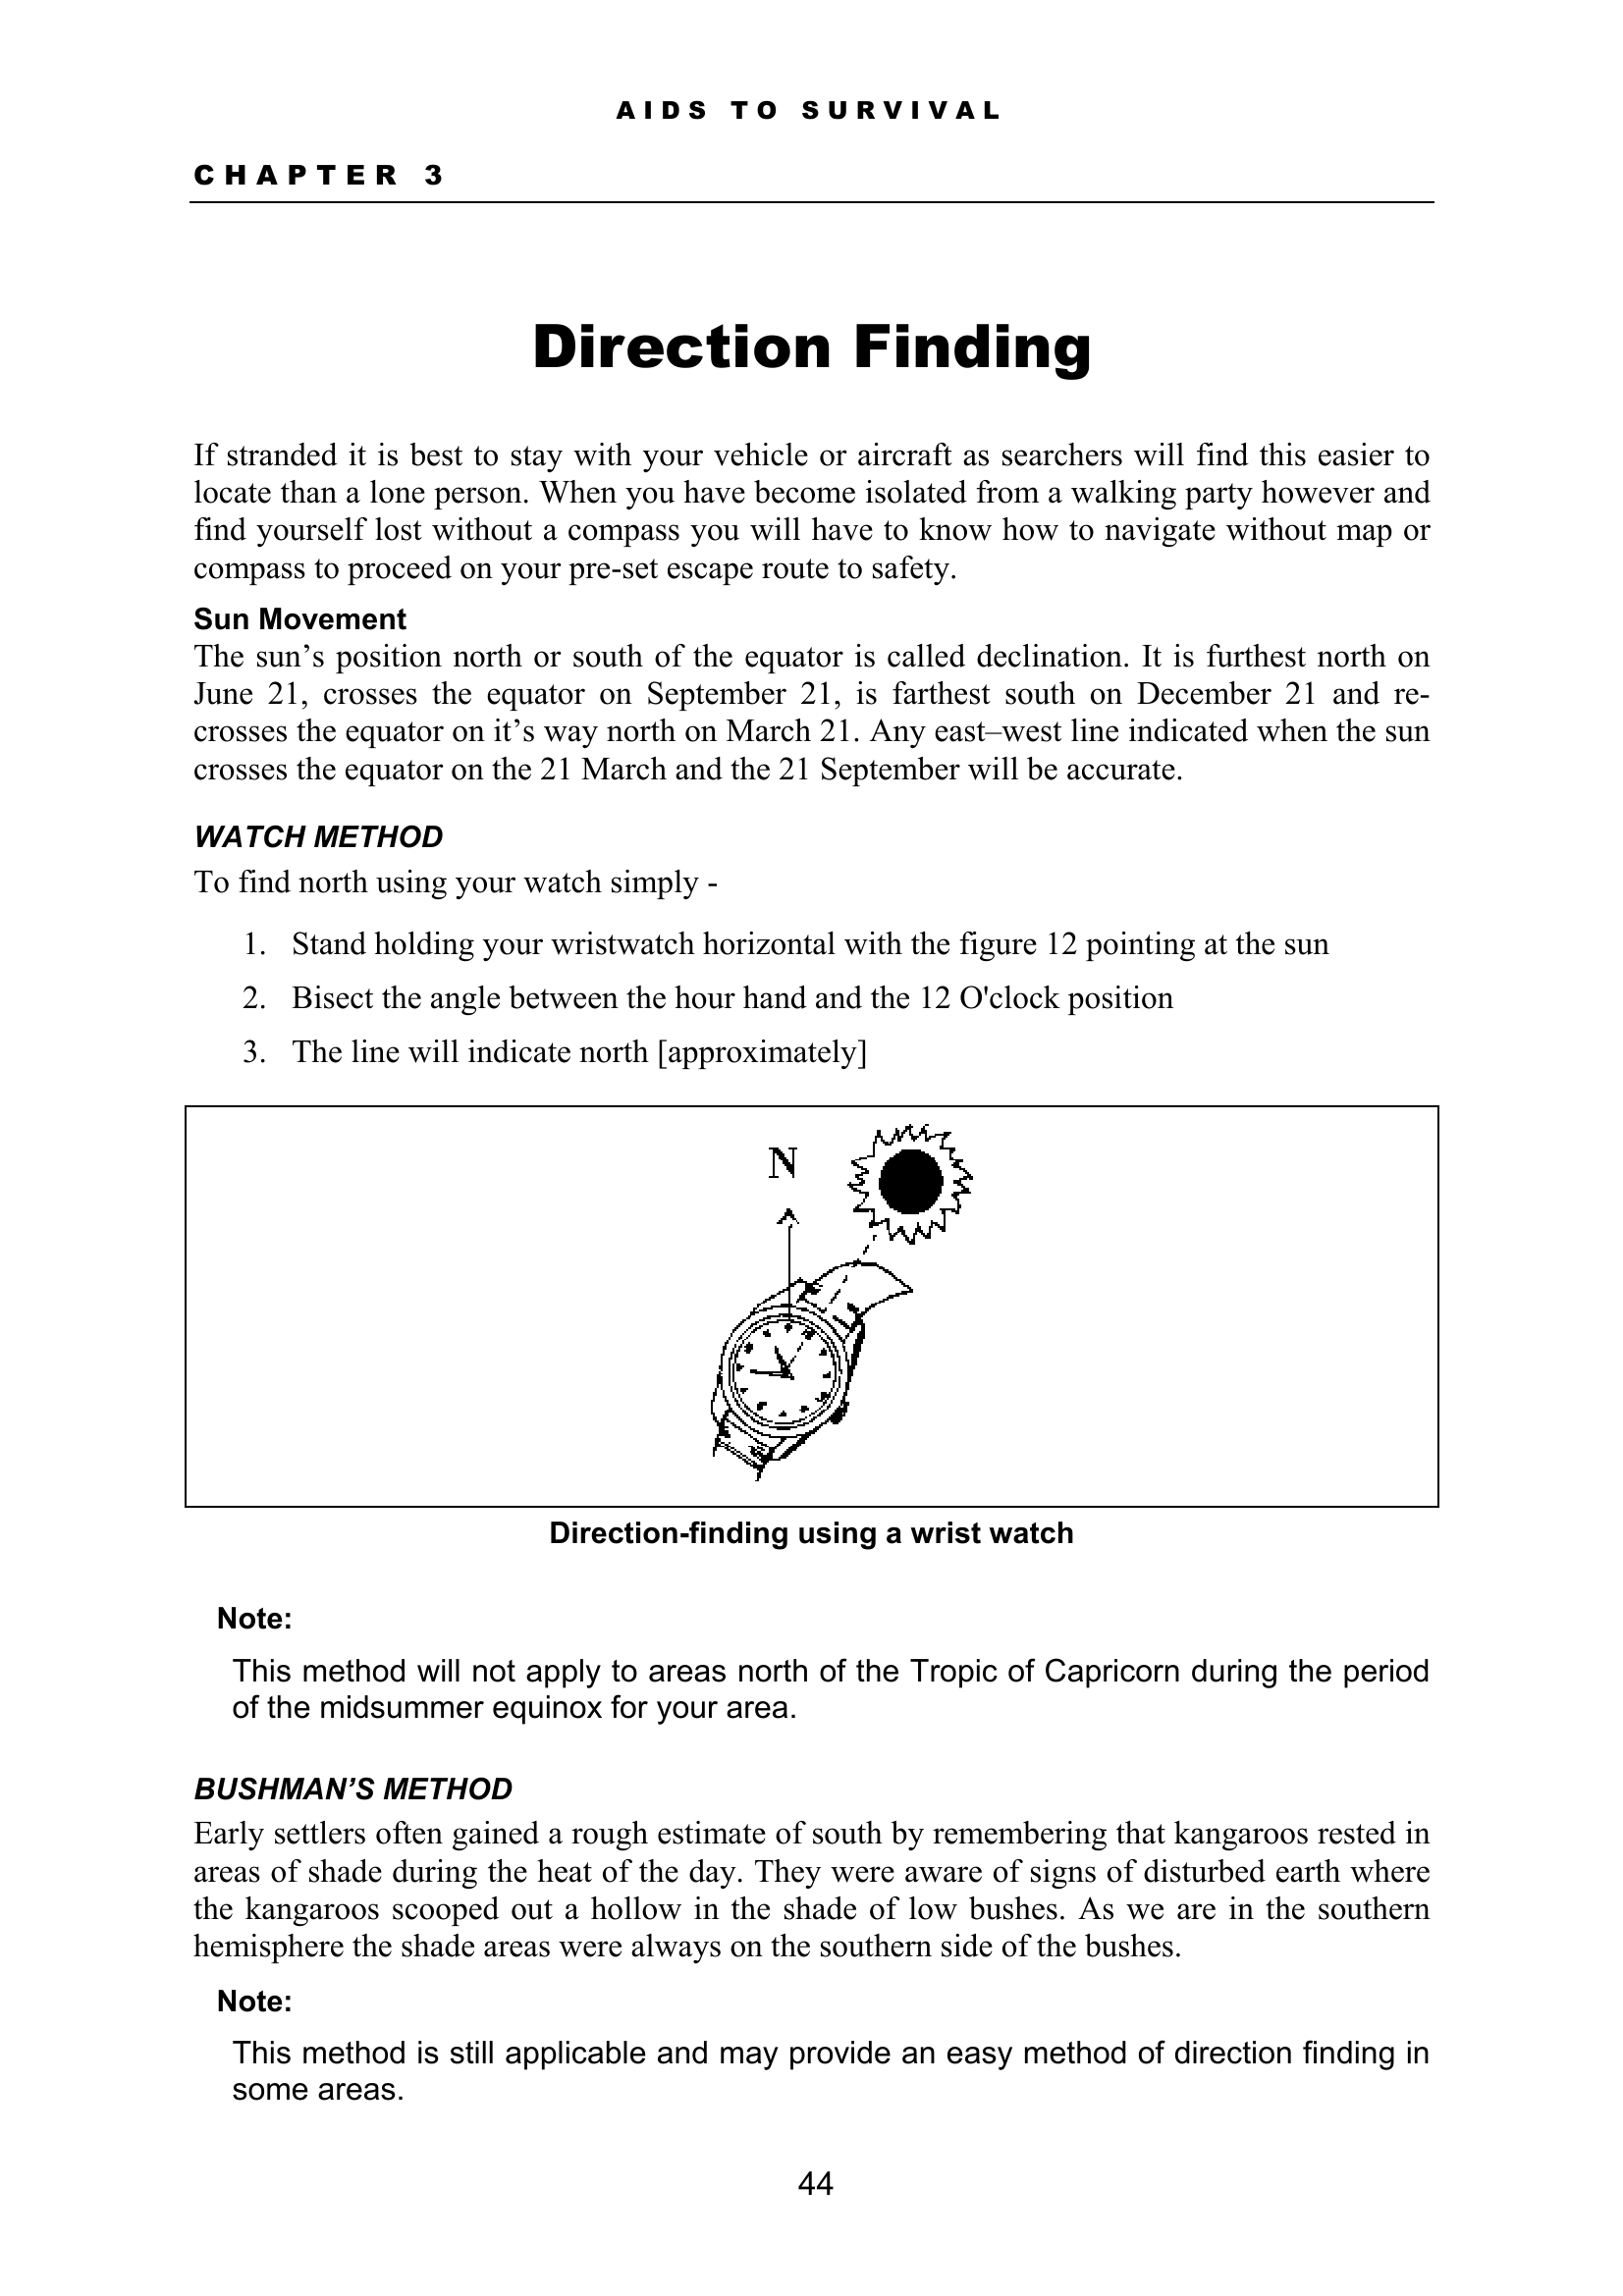 AIDS TO SURVIVAL
CHAPTER 3
Direction Finding
If stranded it is best to stay with your vehicle or aircraft as searchers will find this easier to
locate than a lone person. When you have become isolated from a walking party however and
find yourself lost without a compass you will have to know how to navigate without map or
compass to proceed on your pre-set escape route to safety.
Sun Movement
The sun’s position north or south of the equator is called declination. It is furthest north on
June 21, crosses the equator on September 21, is farthest south on December 21 and re-
crosses the equator on it’s way north on March 21. Any east–west line indicated when the sun
crosses the equator on the 21 March and the 21 September will be accurate.
WATCH METHOD
To find north using your watch simply -
1. Stand holding your wristwatch horizontal with the figure 12 pointing at the sun
2. Bisect the angle between the hour hand and the 12 O'clock position
3. The line will indicate north [approximately]
N
Direction-finding using a wrist watch
Note:
This method will not apply to areas north of the Tropic of Capricorn during the period
of the midsummer equinox for your area.
BUSHMAN’S METHOD
Early settlers often gained a rough estimate of south by remembering that kangaroos rested in
areas of shade during the heat of the day. They were aware of signs of disturbed earth where
the kangaroos scooped out a hollow in the shade of low bushes. As we are in the southern
hemisphere the shade areas were always on the southern side of the bushes.
Note:
This method is still applicable and may provide an easy method of direction finding in
some areas.
44